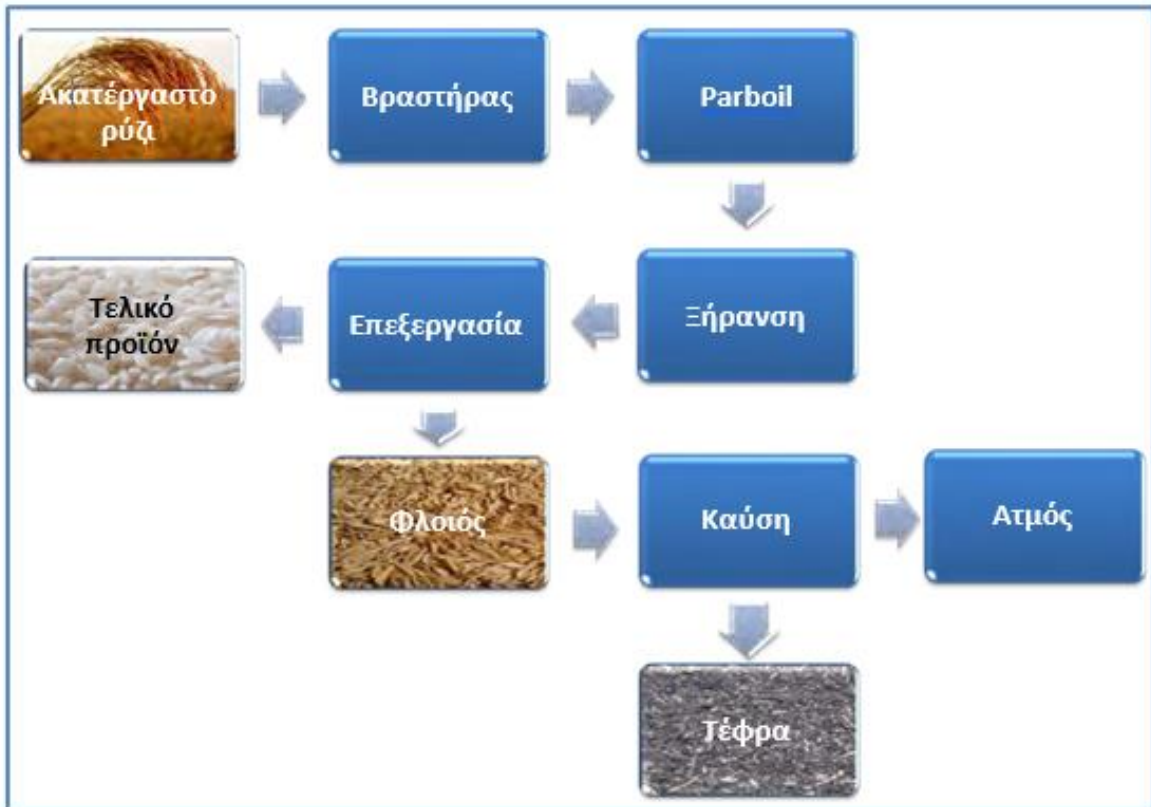 Ακατέργαστο
ρύζι
Βραστήρας
Parboil
Τελικό
προϊόν
Επεξεργασία
Ξήρανση
Φλοιός
Καύση
Ατμός
Τέφρα